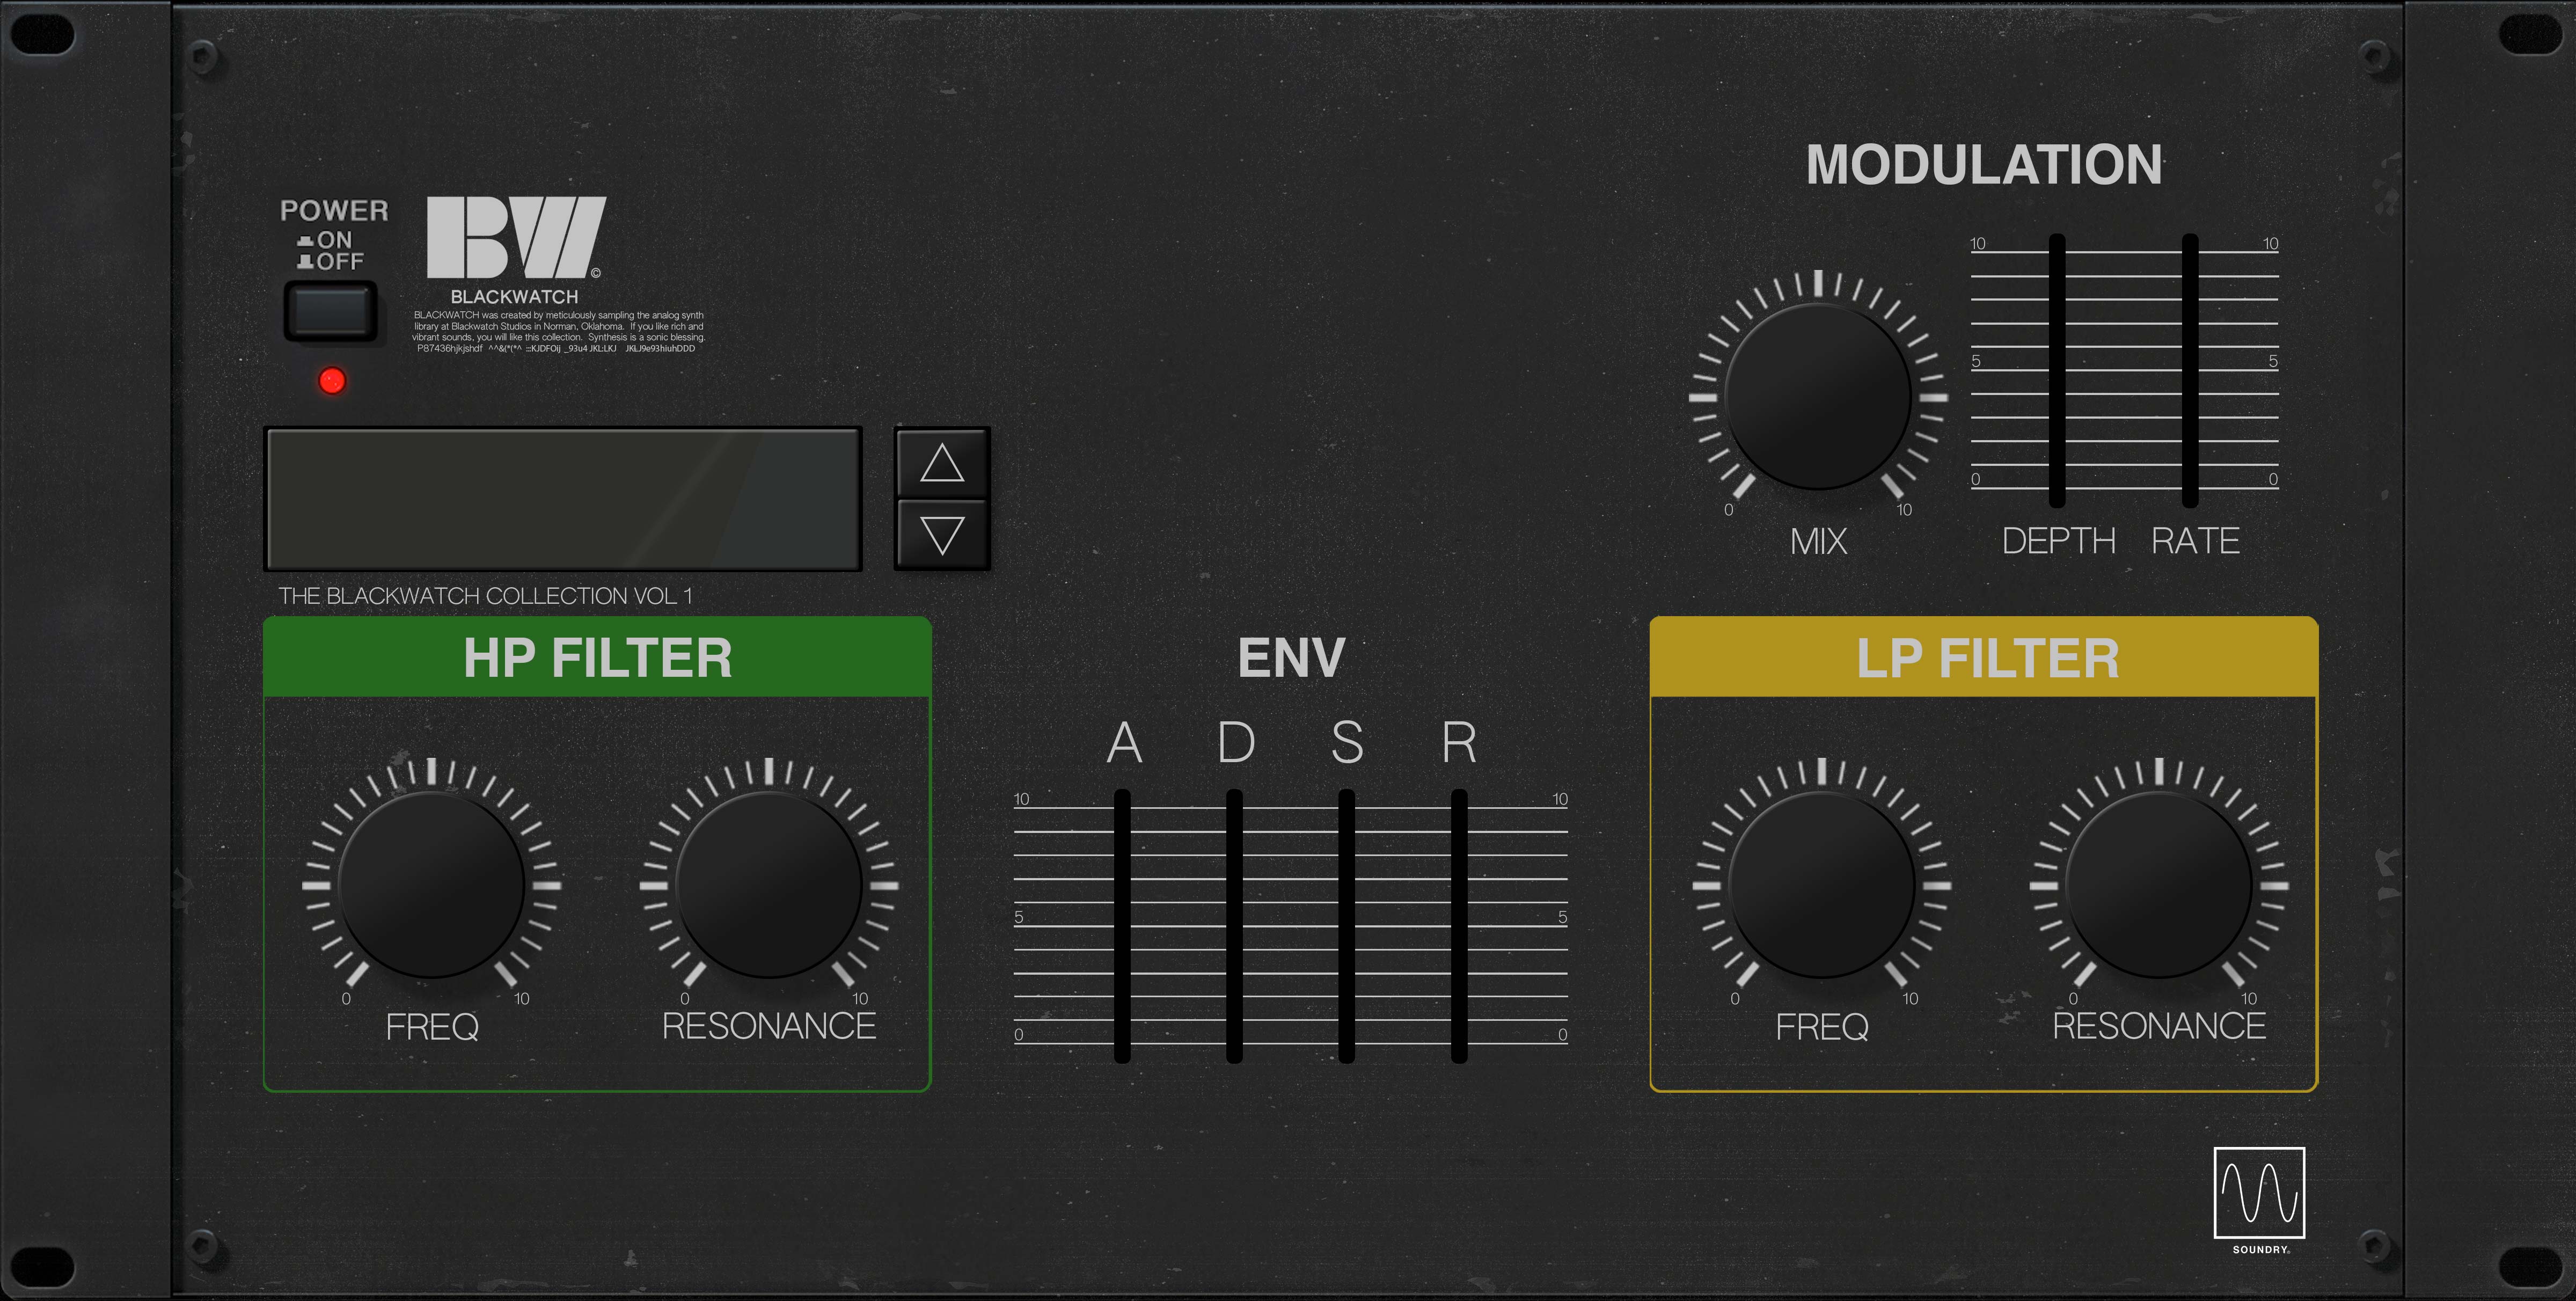 POWER
ON
OFF
BW©
BLACKWATCH
BLACKWATCH was created by meticulously sampling the analog synth
library at Blackwatch Studios in Norman, Oklahoma. If you like rich and
vibrant sounds, you will like this collection. Synthesis is a sonic blessing.
P87436hjkjshdf ^^&(*(*^ :::KJDFOij _93u4 JKL:LKJ JKLJ9e93hiuhDDD
THE BLACKWATCH COLLECTION VOL 1
MODULATION
10 10
5 5
0 0
0 10
MIX DEPTH RATE
HP FILTER
0 10 0 10
FREQ RESONANCE
ENV
A D S R
10 10
5 5
0 0
LP FILTER
0 10 0 10
FREQ RESONANCE
SOUNDRY.